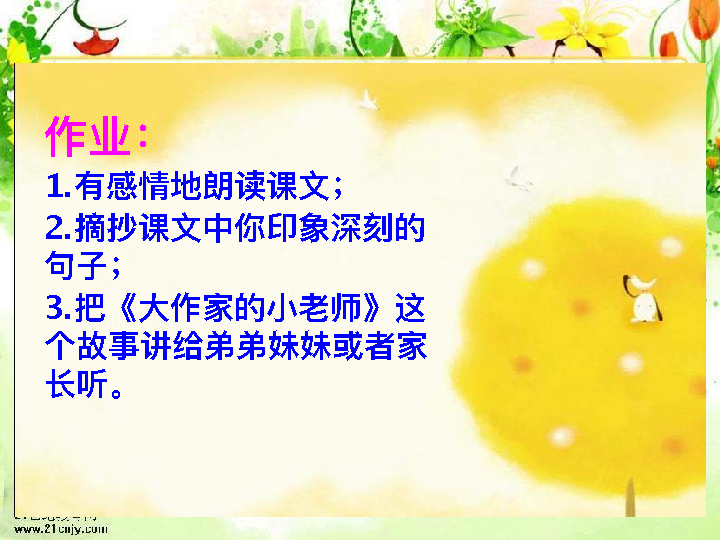 作业：
1.有感情地朗读课文；
2.摘抄课文中你印象深刻的
句子；
3.把《大作家的小老师》这
个故事讲给弟弟妹妹或者家
长听。
www.21cnjy.com